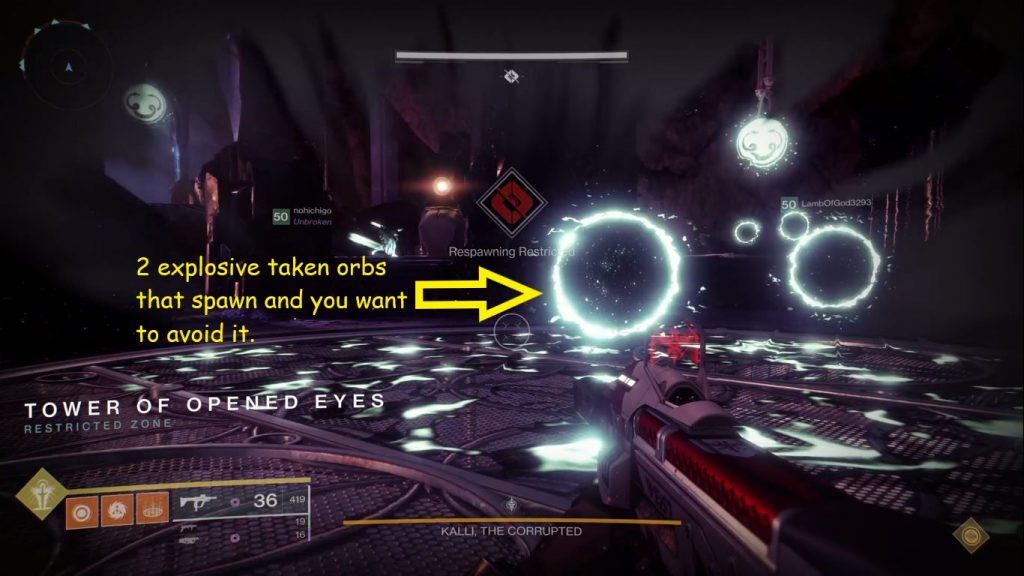 50
nohichigo
Unbroken
50
LambOfGod3293
Respawning Restricted
2 explosive taken orbs
that spawn and you want
to avoid it.
TOWER OF OPENED EYES
RESTRICTED ZONE
36
419
19
16
KALLI, THE CORRUPTED